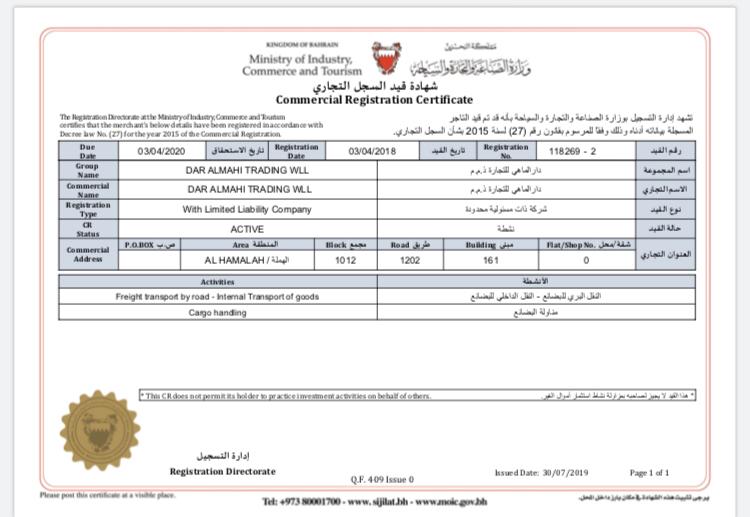 KINGDOM OF BAHRAIN
مملكة البحرين
Ministry of Industry,
Commerce and Tourism
وزارة الصناعة والتجارة والسياحة
شهادة قيد السجل التجاري
Commercial Registration Certificate
The Registration Directorate at the Ministry of Industry, Commerce and Tourism
certifies that the merchant's below details have been registered in accordance with
Decree law No. (27) for the year 2015 of the Commercial Registration.
تشهد إدارة التسجيل بوزارة الصناعة والتجارة والسياحة بأنه قد تم قيد التاجر
المسجلة بياناته أدناه وذلك وفقا للمرسوم بقانون رقم (27) لسنة 2015 بشأن السجل التجاري.
Due Date 03/04/2020 تاريخ الاستحقاق Registration Date 03/04/2018 تاريخ القيد Registration No. 118269 - 2 رقم القيد
Group Name DAR ALMAHI TRADING WLL دار الماهي للتجارة ذ.م.م اسم المجموعة
Commercial Name DAR ALMAHI TRADING WLL دار الماهي للتجارة ذ.م.م الاسم التجاري
Registration Type With Limited Liability Company شركة ذات مسئولية محدودة نوع القيد
CR Status ACTIVE نشطة حالة القيد
Commercial Address P.O.BOX ص.ب Area المنطقة Block مجمع Road طريق Building مبنى Flat/Shop No. شقة/محل العنوان التجاري
AL HAMALAH / الهملة 1012 1202 161 0
Activities الأنشطة
Freight transport by road - Internal Transport of goods النقل البري للبضائع - النقل الداخلي للبضائع
Cargo handling مناولة البضائع
* This CR does not permit its holder to practice investment activities on behalf of others.
* هذا القيد لا يجيز لصاحبه مزاولة نشاط استثمار أموال الغير.
إدارة التسجيل
Registration Directorate
Q.F. 409 Issue 0
Issued Date: 30/07/2019
Page 1 of 1
Please post this certificate at a visible place.
Tel: +973 80001700 - www. sijilat.bh - www.moic.gov.bh
يرجى تثبيت هذه الشهادة في مكان بارز داخل المحل.